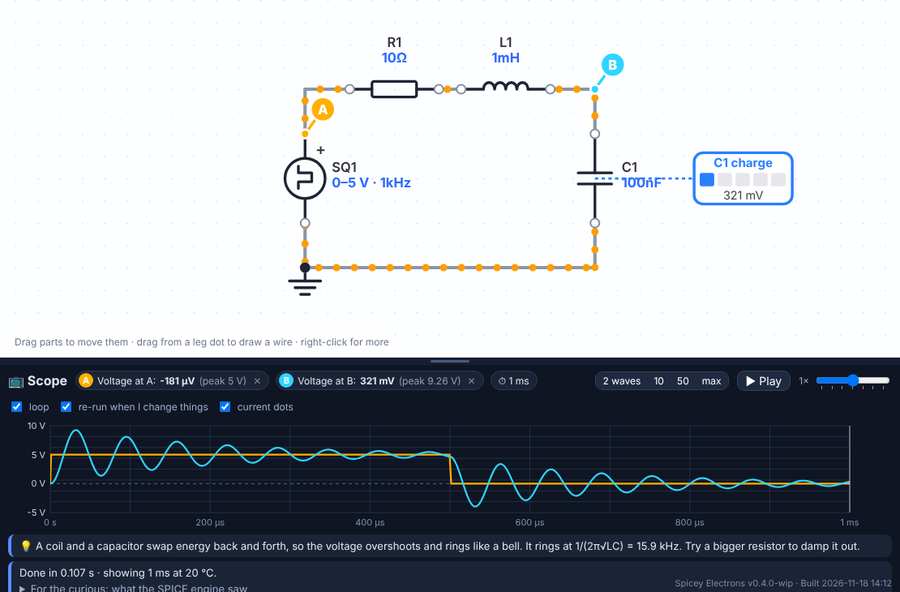 R1
10Ω
L1
1mH
B
A
+
SQ1
0–5 V · 1kHz
C1
100nF
C1 charge
321 mV
Drag parts to move them · drag from a leg dot to draw a wire · right-click for more
Scope
A Voltage at A: -181 µV (peak 5 V) ×
B Voltage at B: 321 mV (peak 9.26 V) ×
1 ms
2 waves 10 50 max
Play
1×
loop
re-run when I change things
current dots
10 V
5 V
0 V
−5 V
0 s
200 µs
400 µs
600 µs
800 µs
1 ms
A coil and a capacitor swap energy back and forth, so the voltage overshoots and rings like a bell. It rings at 1/(2π√LC) = 15.9 kHz. Try a bigger resistor to damp it out.
Done in 0.107 s · showing 1 ms at 20 °C.
For the curious: what the SPICE engine saw
Spicey Electrons v0.4.0-wip · Built 2026-11-18 14:12